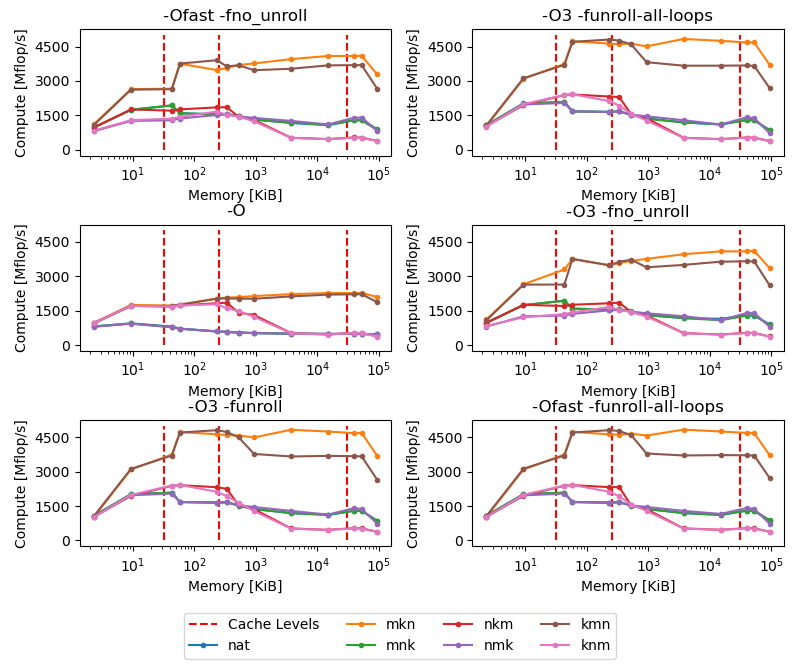 -Ofast -fno_unroll
Compute [Mflop/s]
4500
3000
1500
0
10^1 10^2 10^3 10^4 10^5
Memory [KiB]
-O3 -funroll-all-loops
Compute [Mflop/s]
4500
3000
1500
0
10^1 10^2 10^3 10^4 10^5
Memory [KiB]
-O
Compute [Mflop/s]
4500
3000
1500
0
10^1 10^2 10^3 10^4 10^5
Memory [KiB]
-O3 -fno_unroll
Compute [Mflop/s]
4500
3000
1500
0
10^1 10^2 10^3 10^4 10^5
Memory [KiB]
-O3 -funroll
Compute [Mflop/s]
4500
3000
1500
0
10^1 10^2 10^3 10^4 10^5
Memory [KiB]
-Ofast -funroll-all-loops
Compute [Mflop/s]
4500
3000
1500
0
10^1 10^2 10^3 10^4 10^5
Memory [KiB]
Cache Levels mkn nkm kmn
nat mnk nmk knm